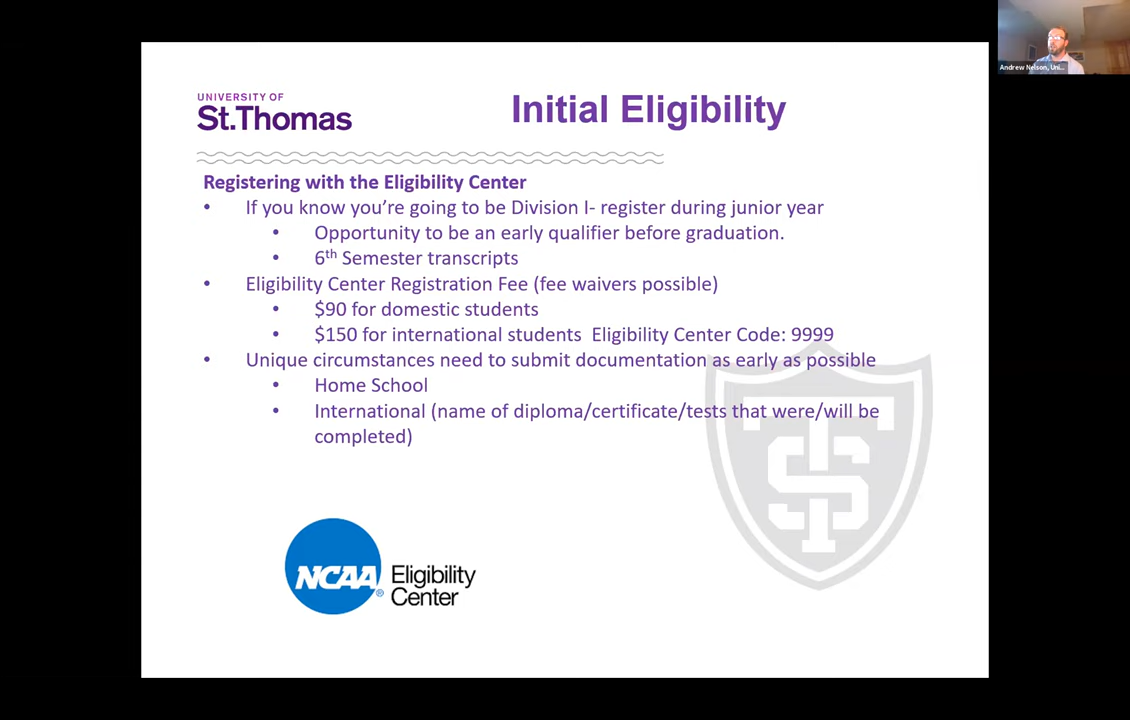 Andrew Nelson, Uni...
UNIVERSITY OF
St.Thomas
Initial Eligibility
Registering with the Eligibility Center
• If you know you're going to be Division I- register during junior year
• Opportunity to be an early qualifier before graduation.
• 6th Semester transcripts
• Eligibility Center Registration Fee (fee waivers possible)
• $90 for domestic students
• $150 for international students  Eligibility Center Code: 9999
• Unique circumstances need to submit documentation as early as possible
• Home School
• International (name of diploma/certificate/tests that were/will be
completed)
NCAA®
Eligibility
Center
ST